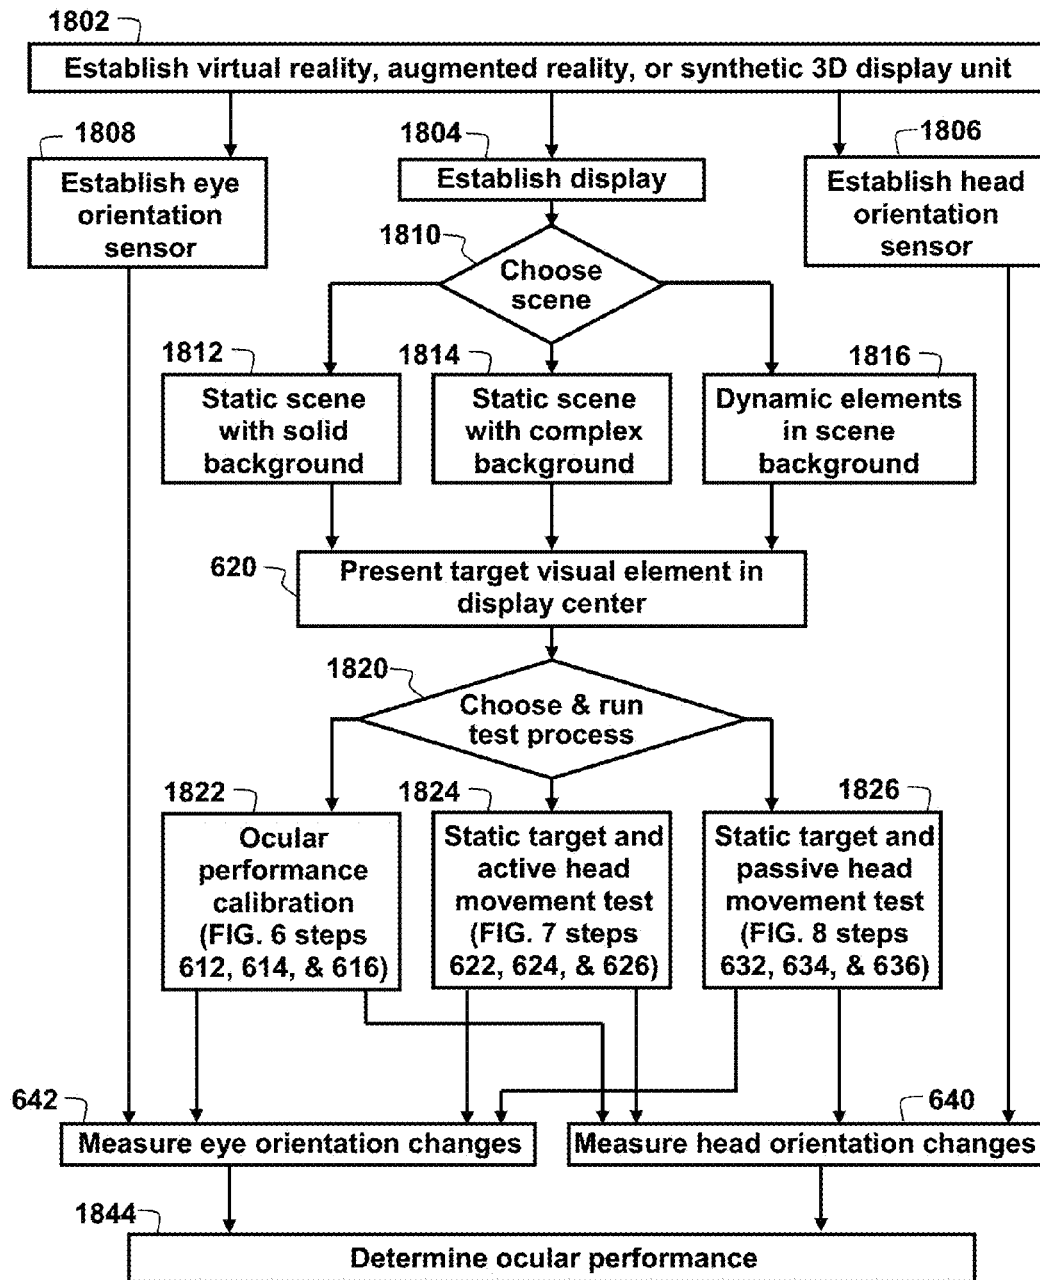 1802
Establish virtual reality, augmented reality, or synthetic 3D display unit
1808
1804
1806
Establish eye
orientation
sensor
Establish display
Establish head
orientation
sensor
1810
Choose
scene
1812
1814
1816
Static scene
with solid
background
Static scene
with complex
background
Dynamic elements
in scene
background
620
Present target visual element in
display center
1820
Choose & run
test process
1822
1824
1826
Ocular
performance
calibration
(FIG. 6 steps
612, 614, & 616)
Static target and
active head
movement test
(FIG. 7 steps
622, 624, & 626)
Static target and
passive head
movement test
(FIG. 8 steps
632, 634, & 636)
642
640
Measure eye orientation changes
Measure head orientation changes
1844
Determine ocular performance